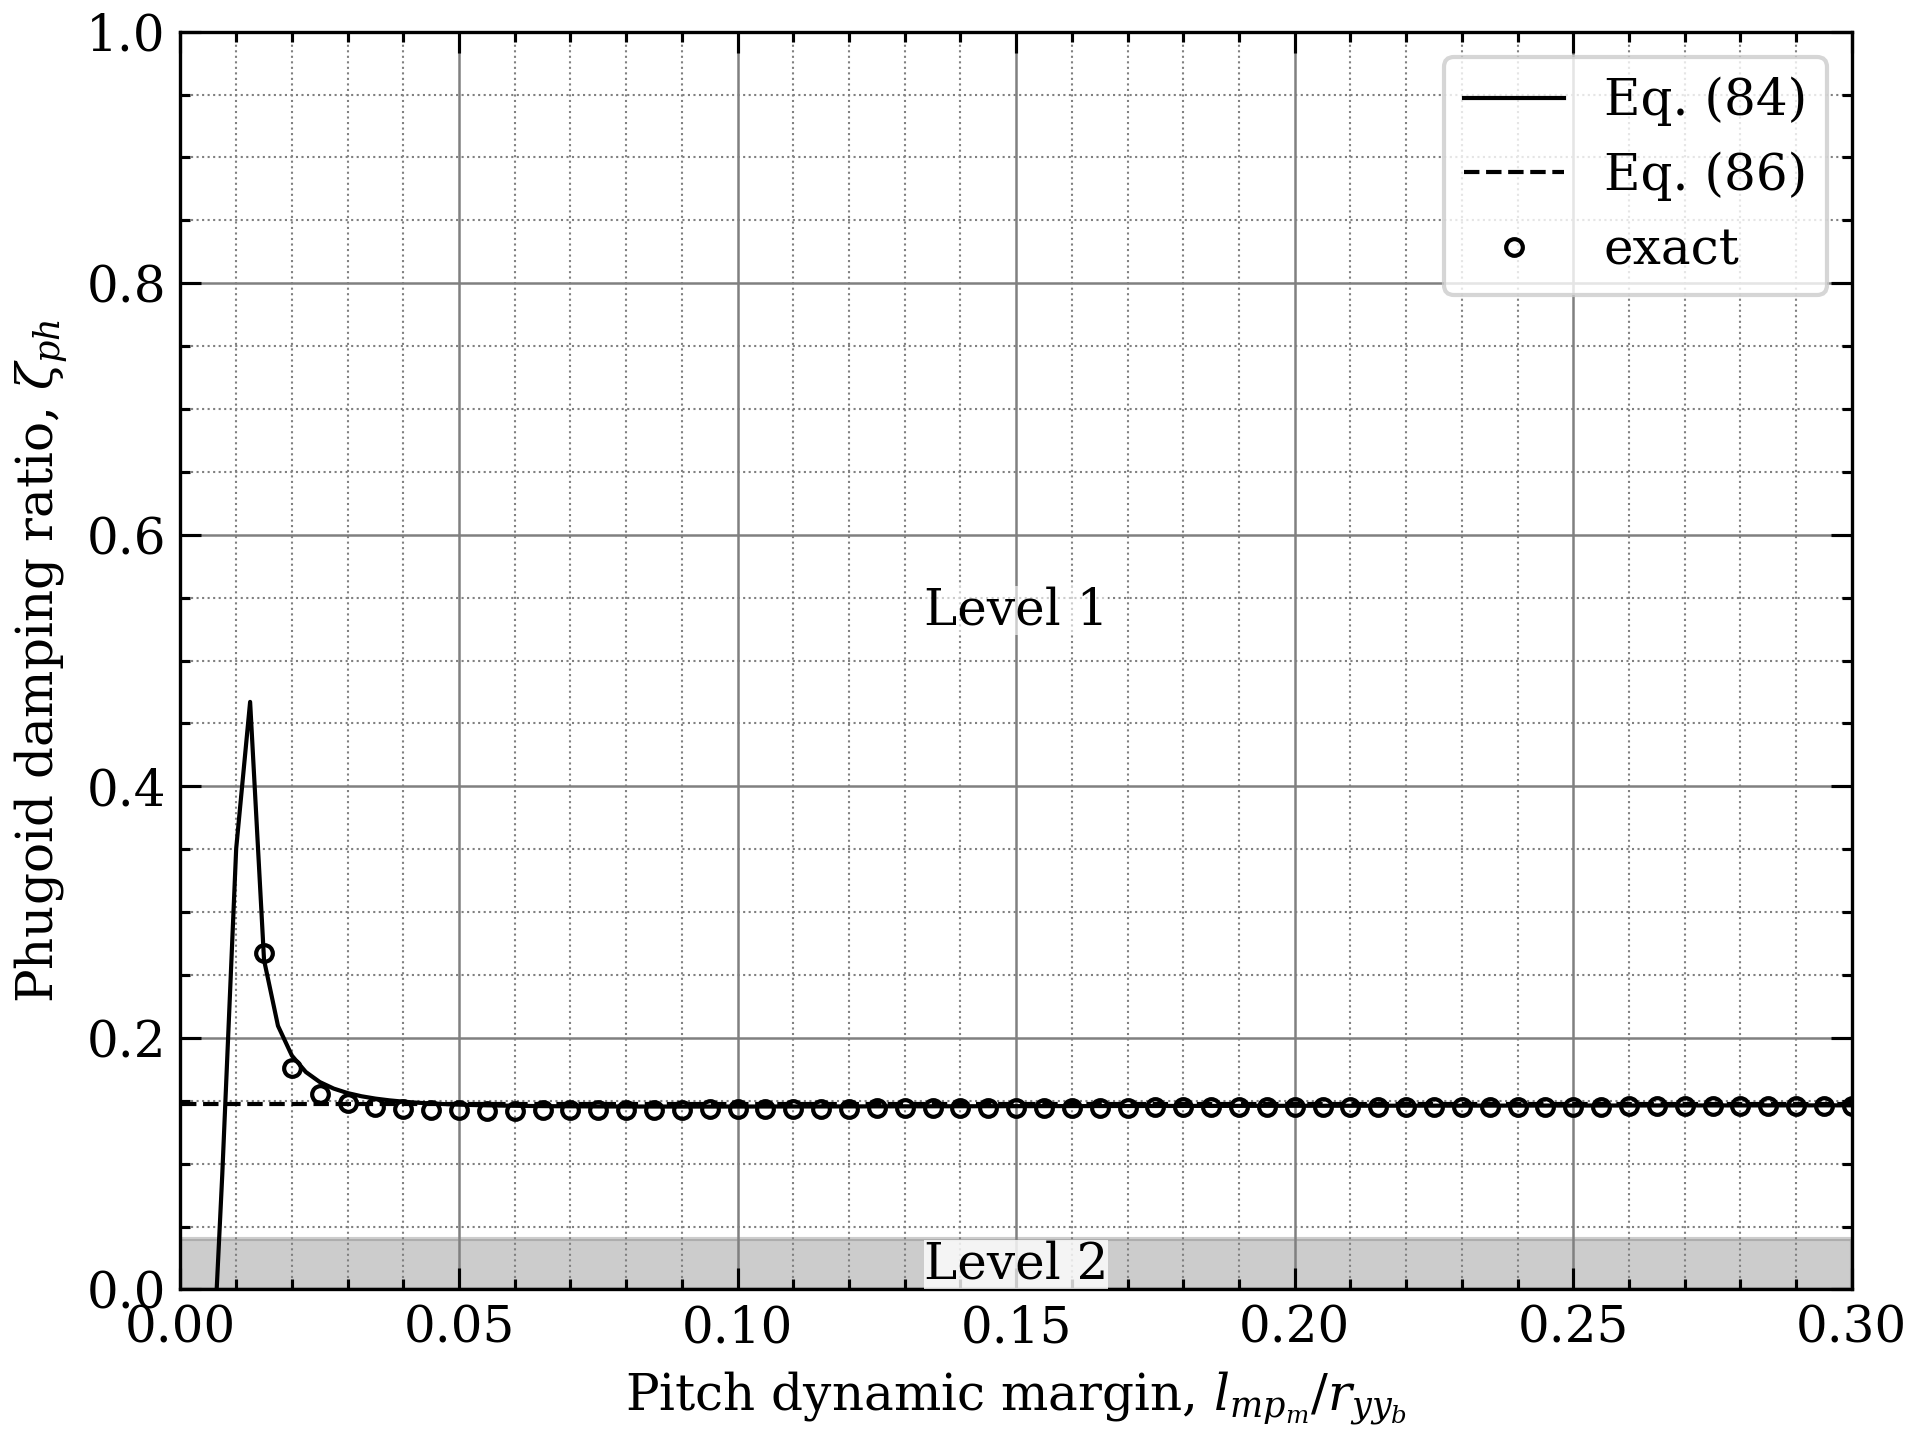 1.0
0.8
0.6
0.4
0.2
0.0
Phugoid damping ratio, ζph
Eq. (84)
Eq. (86)
exact
Level 1
Level 2
0.00 0.05 0.10 0.15 0.20 0.25 0.30
Pitch dynamic margin, lmpm/ryyb